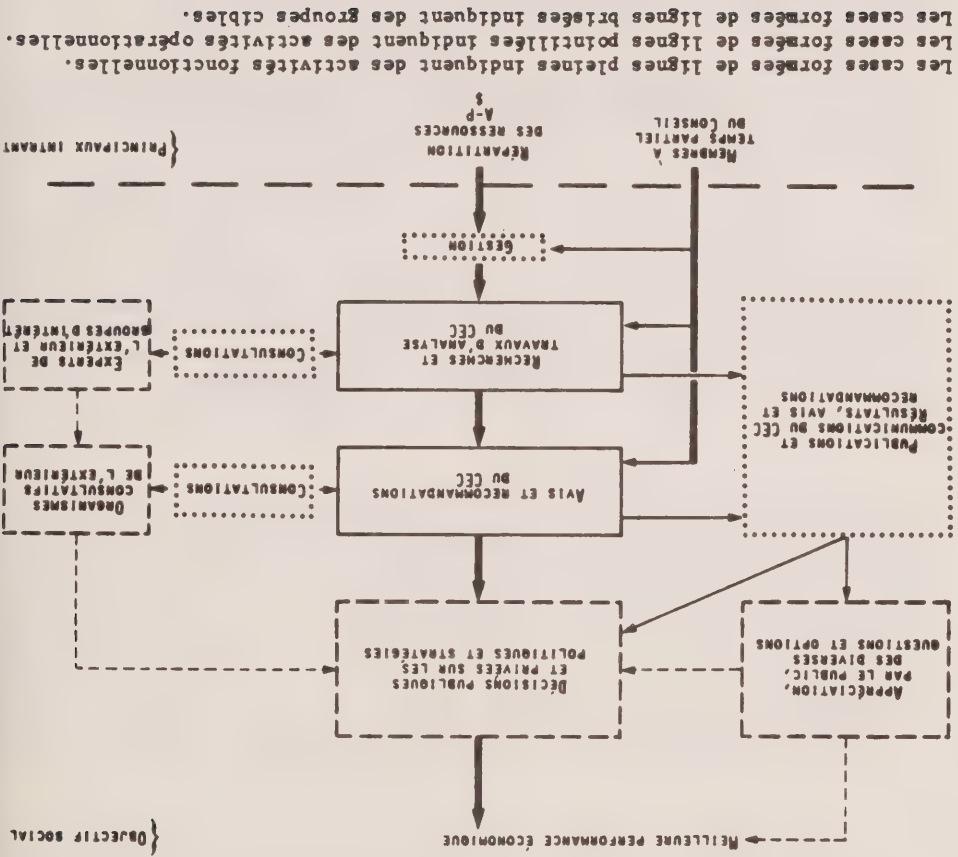 OBJECTIF SOCIAL }
MEILLEURE PERFORMANCE ÉCONOMIQUE
DÉCISIONS PUBLIQUES
ET PRIVÉES SUR LES
POLITIQUES ET STRATÉGIES
APPRÉCIATION,
PAR LE PUBLIC,
DES DIVERSES
QUESTIONS ET OPTIONS
ORGANISMES
CONSULTATIFS
DE L'EXTÉRIEUR
CONSULTATIONS
AVIS ET RECOMMANDATIONS
DU CEC
PUBLICATIONS ET
COMMUNICATIONS DU CEC
RÉSULTATS, AVIS ET
RECOMMANDATIONS
EXPERTS DE
L'EXTÉRIEUR ET
GROUPES D'INTÉRÊT
CONSULTATIONS
RECHERCHES ET
TRAVAUX D'ANALYSE
DU CEC
GESTION
PRINCIPAUX INTRANT }
RÉPARTITION
DES RESSOURCES
A-P
$
MEMBRES À
TEMPS PARTIEL
DU CONSEIL
Les cases formées de lignes pleines indiquent des activités fonctionnelles.
Les cases formées de lignes pointillées indiquent des activités opérationnelles.
Les cases formées de lignes brisées indiquent des groupes cibles.